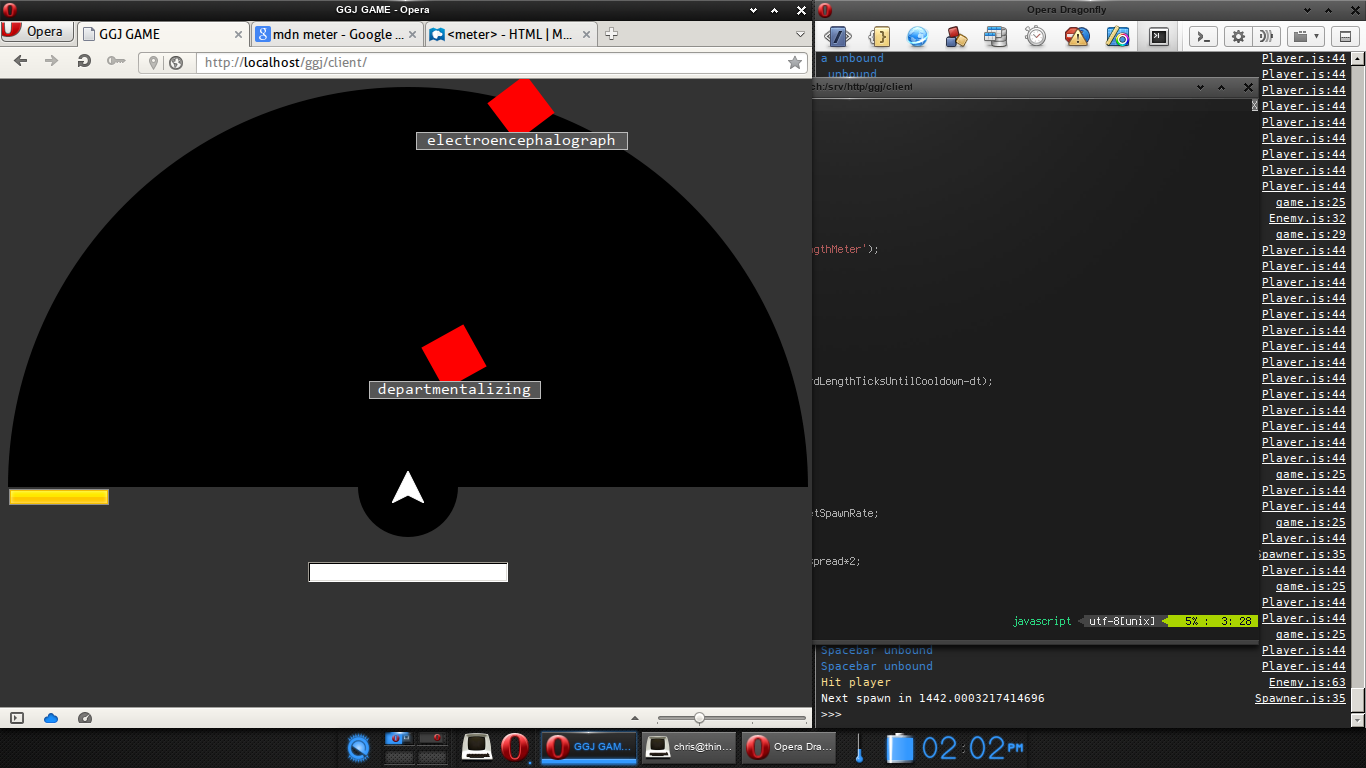 GGJ GAME - Opera
Opera
GGJ GAME
mdn meter - Google ...
<meter> - HTML | M...
http://localhost/ggj/client/
electroencephalograph
departmentalizing
Opera Dragonfly
a unbound
Player.js:44
unbound
Player.js:44
ch:/srv/http/ggj/client
Player.js:44
X
Player.js:44
Player.js:44
Player.js:44
Player.js:44
Player.js:44
Player.js:44
game.js:25
Enemy.js:32
game.js:29
gthMeter');
Player.js:44
Player.js:44
Player.js:44
Player.js:44
Player.js:44
Player.js:44
Player.js:44
Player.js:44
rdLengthTicksUntilCooldown-dt);
Player.js:44
Player.js:44
Player.js:44
Player.js:44
Player.js:44
Player.js:44
game.js:25
Player.js:44
Player.js:44
etSpawnRate;
game.js:25
Player.js:44
Spawner.js:35
Spread*2;
Player.js:44
game.js:25
Player.js:44
javascript utf-8[unix] 5% : 3: 28
Player.js:44
game.js:25
Spacebar unbound
Player.js:44
Spacebar unbound
Player.js:44
Hit player
Enemy.js:63
Next spawn in 1442.0003217414696
Spawner.js:35
>>>
GGJ GAM...
chris@thin...
Opera Dra...
02:02 PM